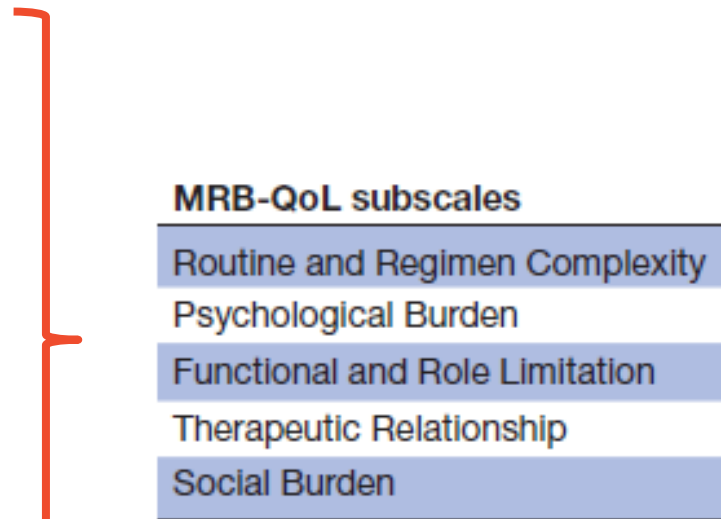 MRB-QoL subscales
Routine and Regimen Complexity
Psychological Burden
Functional and Role Limitation
Therapeutic Relationship
Social Burden